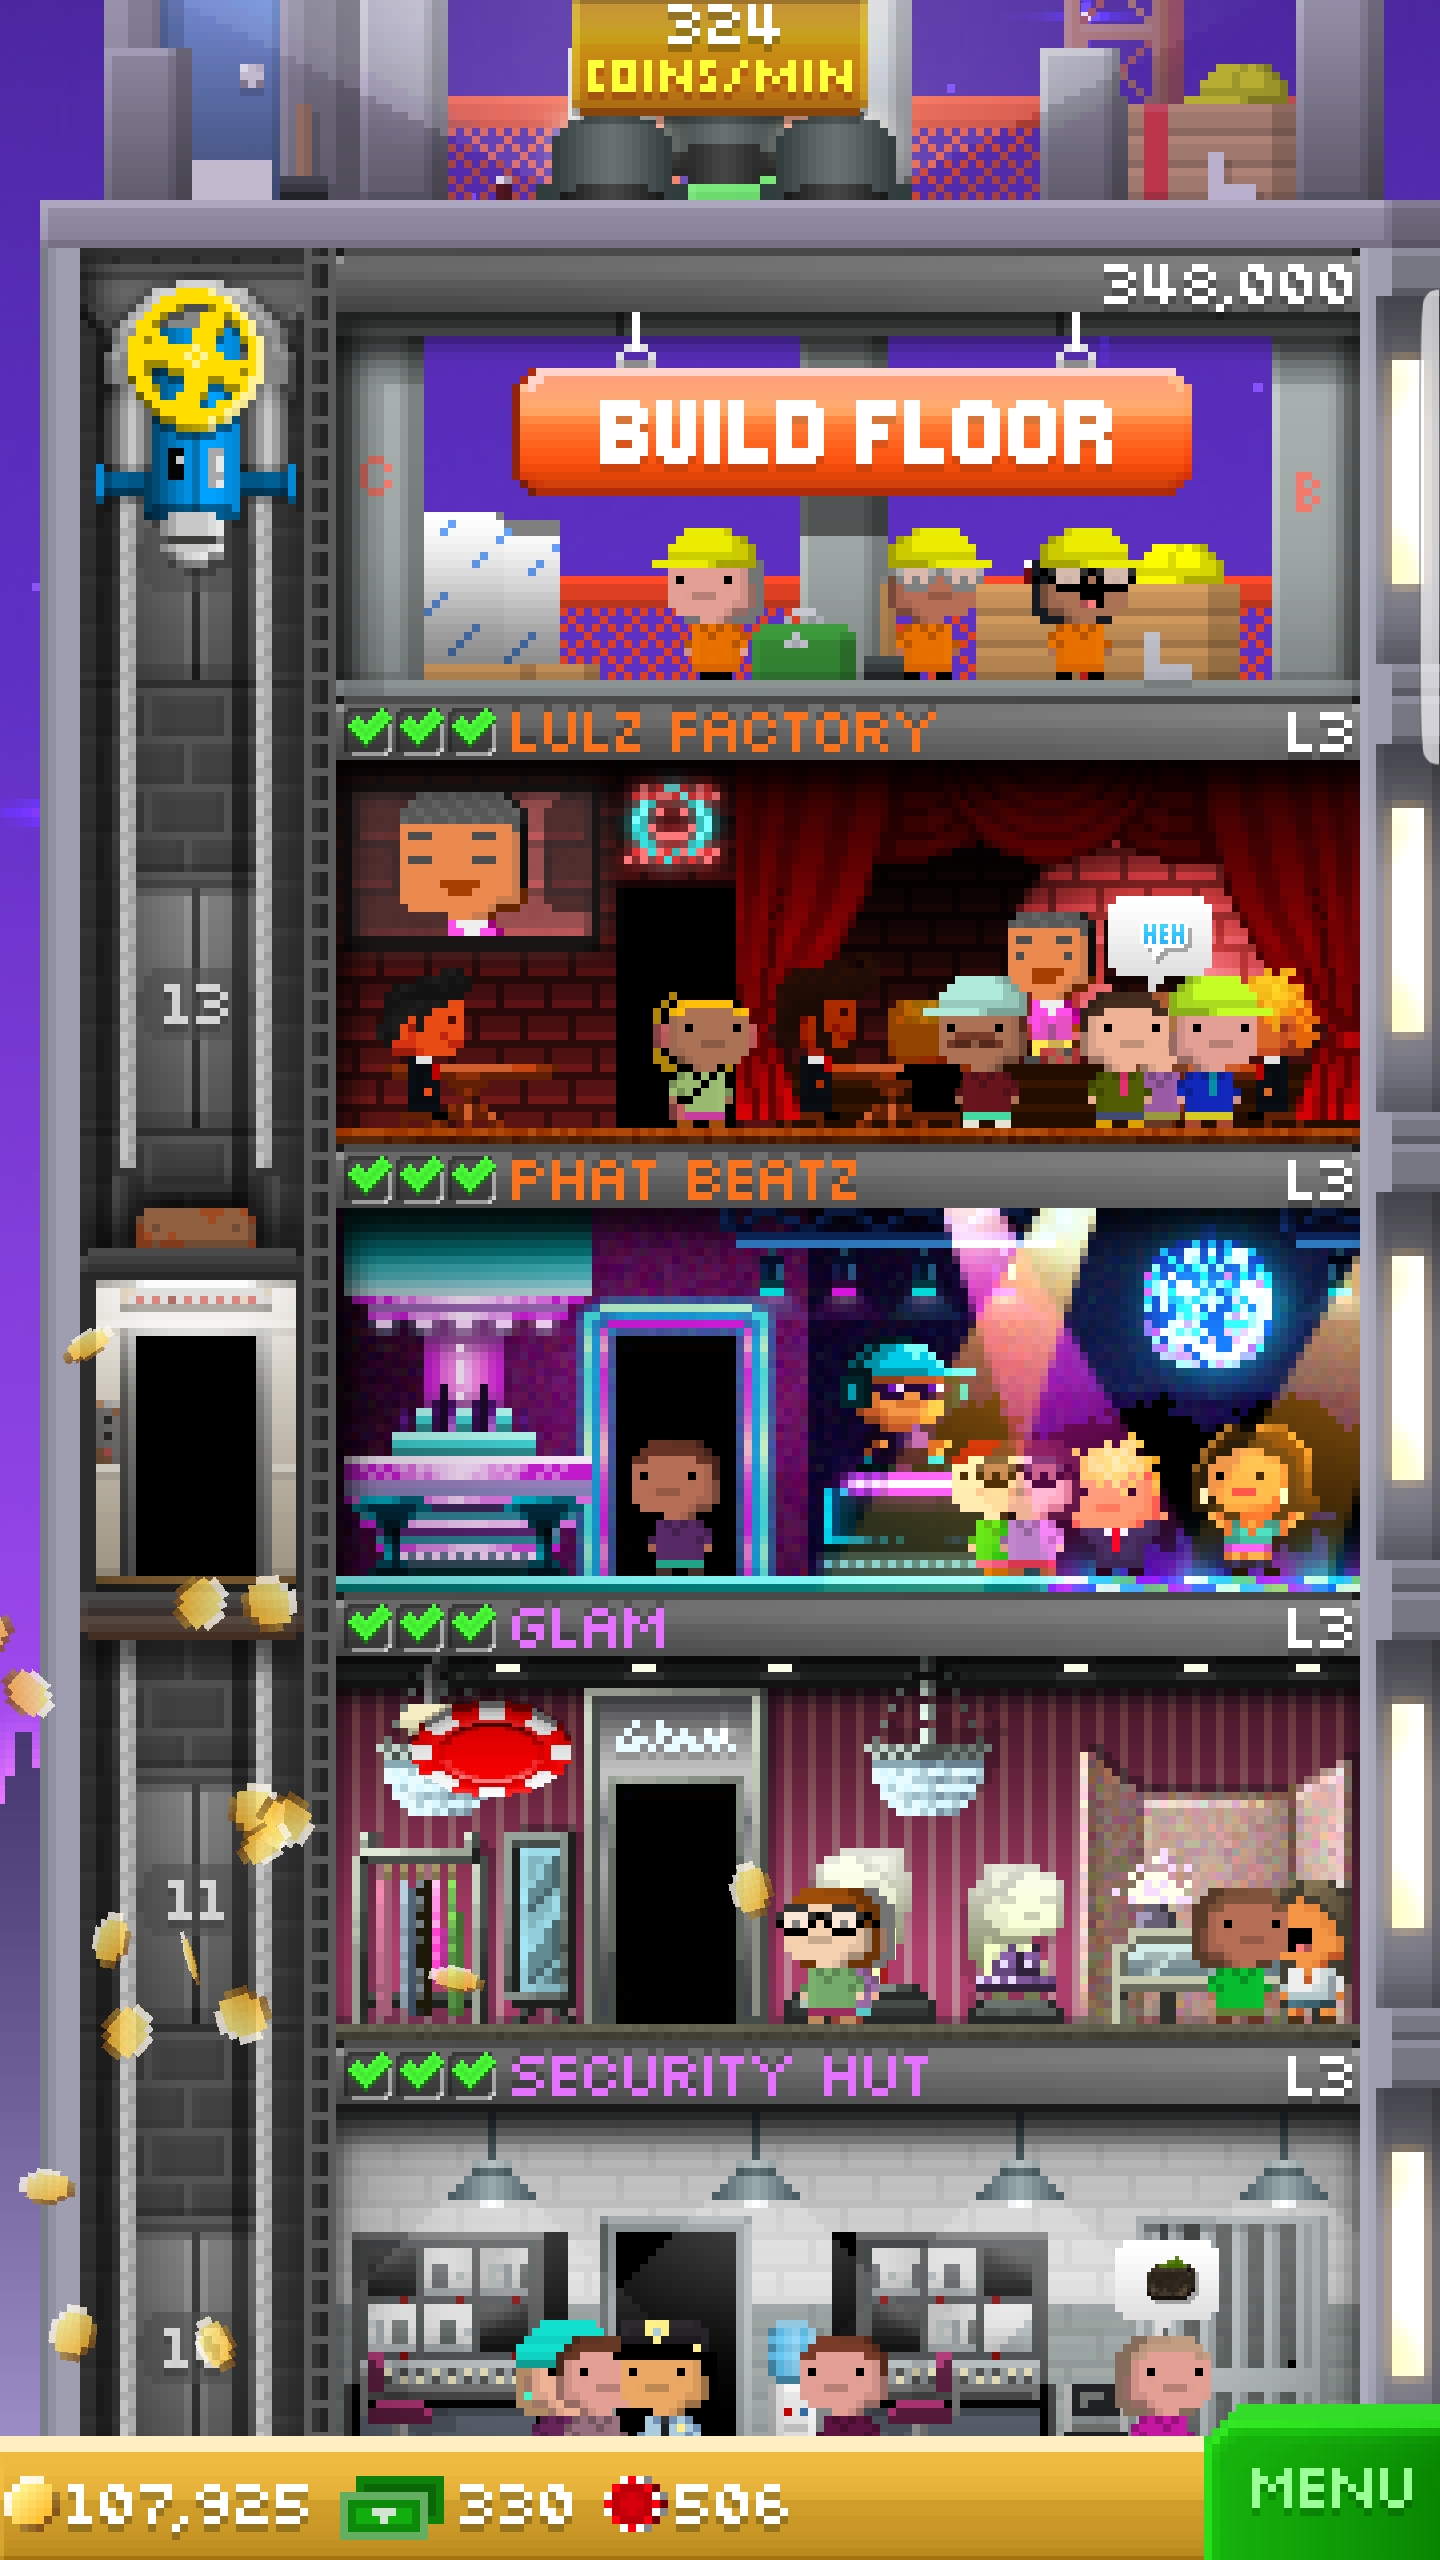 324
COINS/MIN
348,000
BUILD FLOOR
C
B
LULZ FACTORY L3
HEH
13
PHAT BEATZ L3
GLAM L3
Glam
11
SECURITY HUT L3
107,925 330 506
MENU